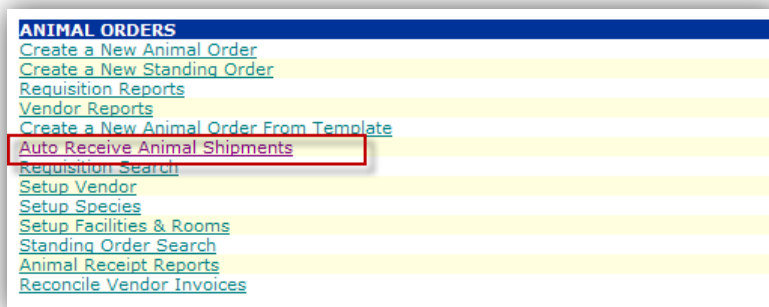 ANIMAL ORDERS
Create a New Animal Order
Create a New Standing Order
Requisition Reports
Vendor Reports
Create a New Animal Order From Template
Auto Receive Animal Shipments
Requisition Search
Setup Vendor
Setup Species
Setup Facilities & Rooms
Standing Order Search
Animal Receipt Reports
Reconcile Vendor Invoices